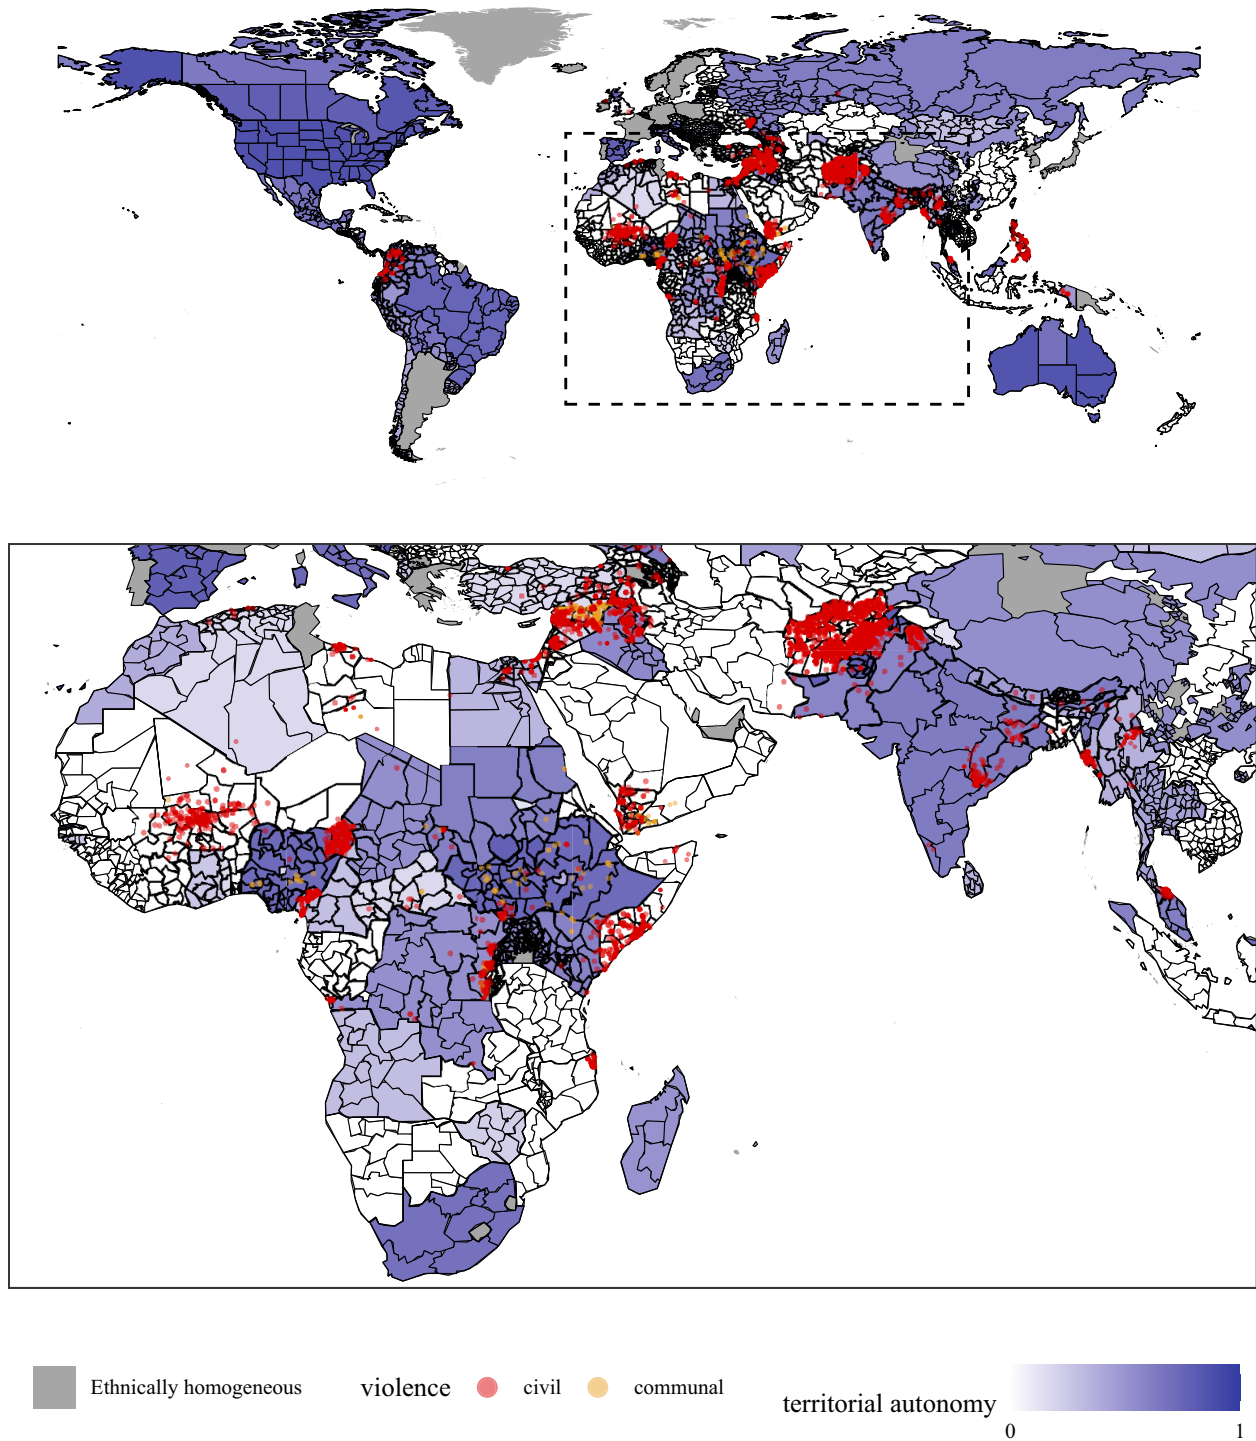 Ethnically homogeneous
violence
civil
communal
territorial autonomy
0
1